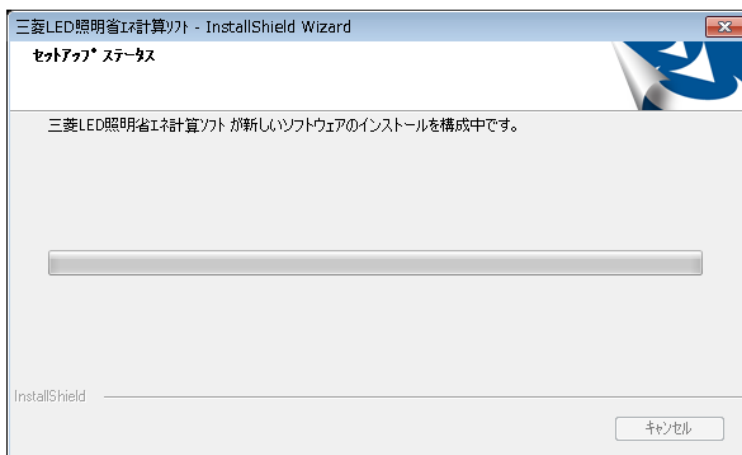 三菱LED照明省ｴﾈ計算ｿﾌﾄ - InstallShield Wizard
ｾｯﾄｱｯﾌﾟ ｽﾃｰﾀｽ
三菱LED照明省ｴﾈ計算ｿﾌﾄ が新しいｿﾌﾄｳｪｱのｲﾝｽﾄｰﾙを構成中です。
InstallShield
ｷｬﾝｾﾙ